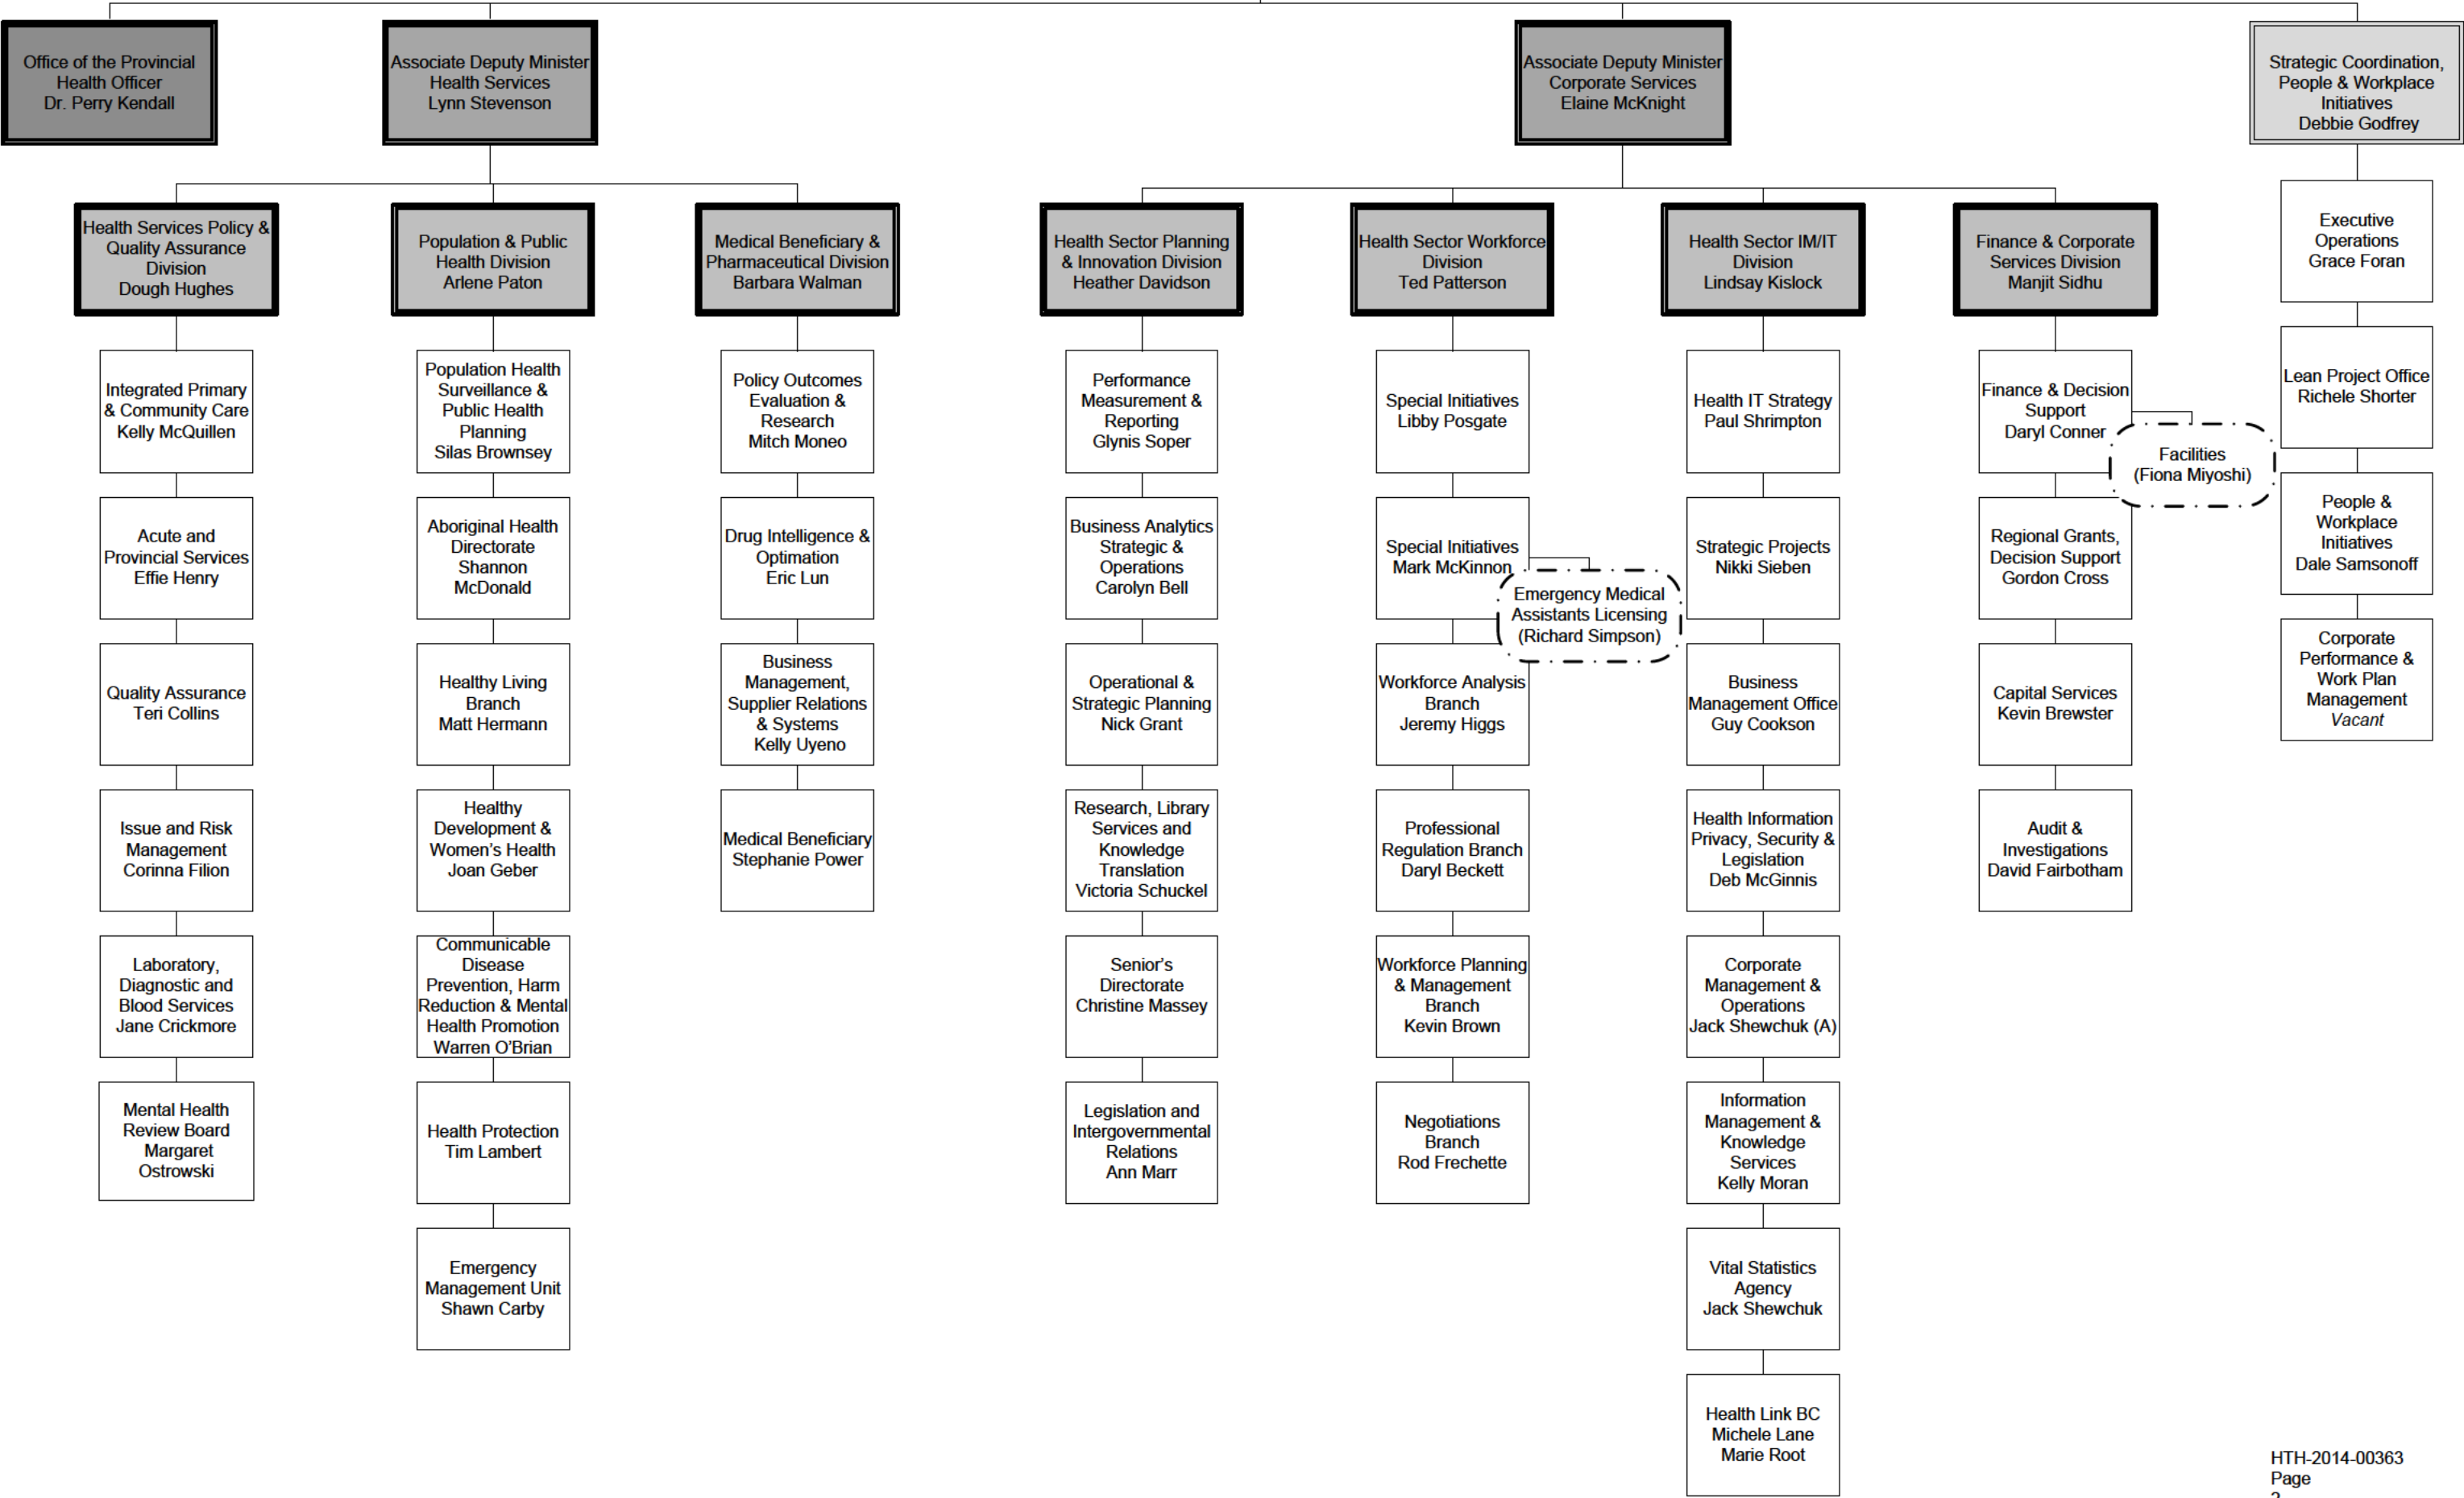 Office of the Provincial
Health Officer
Dr. Perry Kendall
Associate Deputy Minister
Health Services
Lynn Stevenson
Associate Deputy Minister
Corporate Services
Elaine McKnight
Strategic Coordination,
People & Workplace
Initiatives
Debbie Godfrey
Health Services Policy &
Quality Assurance
Division
Dough Hughes
Integrated Primary
& Community Care
Kelly McQuillen
Acute and
Provincial Services
Effie Henry
Quality Assurance
Teri Collins
Issue and Risk
Management
Corinna Filion
Laboratory,
Diagnostic and
Blood Services
Jane Crickmore
Mental Health
Review Board
Margaret
Ostrowski
Population & Public
Health Division
Arlene Paton
Population Health
Surveillance &
Public Health
Planning
Silas Brownsey
Aboriginal Health
Directorate
Shannon
McDonald
Healthy Living
Branch
Matt Hermann
Healthy
Development &
Women's Health
Joan Geber
Communicable
Disease
Prevention, Harm
Reduction & Mental
Health Promotion
Warren O'Brian
Health Protection
Tim Lambert
Emergency
Management Unit
Shawn Carby
Medical Beneficiary &
Pharmaceutical Division
Barbara Walman
Policy Outcomes
Evaluation &
Research
Mitch Moneo
Drug Intelligence &
Optimation
Eric Lun
Business
Management,
Supplier Relations
& Systems
Kelly Uyeno
Medical Beneficiary
Stephanie Power
Health Sector Planning
& Innovation Division
Heather Davidson
Performance
Measurement &
Reporting
Glynis Soper
Business Analytics
Strategic &
Operations
Carolyn Bell
Operational &
Strategic Planning
Nick Grant
Research, Library
Services and
Knowledge
Translation
Victoria Schuckel
Senior's
Directorate
Christine Massey
Legislation and
Intergovernmental
Relations
Ann Marr
Health Sector Workforce
Division
Ted Patterson
Special Initiatives
Libby Posgate
Special Initiatives
Mark McKinnon
Emergency Medical
Assistants Licensing
(Richard Simpson)
Workforce Analysis
Branch
Jeremy Higgs
Professional
Regulation Branch
Daryl Beckett
Workforce Planning
& Management
Branch
Kevin Brown
Negotiations
Branch
Rod Frechette
Health Sector IM/IT
Division
Lindsay Kislock
Health IT Strategy
Paul Shrimpton
Strategic Projects
Nikki Sieben
Business
Management Office
Guy Cookson
Health Information
Privacy, Security &
Legislation
Deb McGinnis
Corporate
Management &
Operations
Jack Shewchuk (A)
Information
Management &
Knowledge
Services
Kelly Moran
Vital Statistics
Agency
Jack Shewchuk
Health Link BC
Michele Lane
Marie Root
Finance & Corporate
Services Division
Manjit Sidhu
Finance & Decision
Support
Daryl Conner
Facilities
(Fiona Miyoshi)
Regional Grants,
Decision Support
Gordon Cross
Capital Services
Kevin Brewster
Audit &
Investigations
David Fairbotham
Executive
Operations
Grace Foran
Lean Project Office
Richele Shorter
People &
Workplace
Initiatives
Dale Samsonoff
Corporate
Performance &
Work Plan
Management
Vacant
HTH-2014-00363
Page